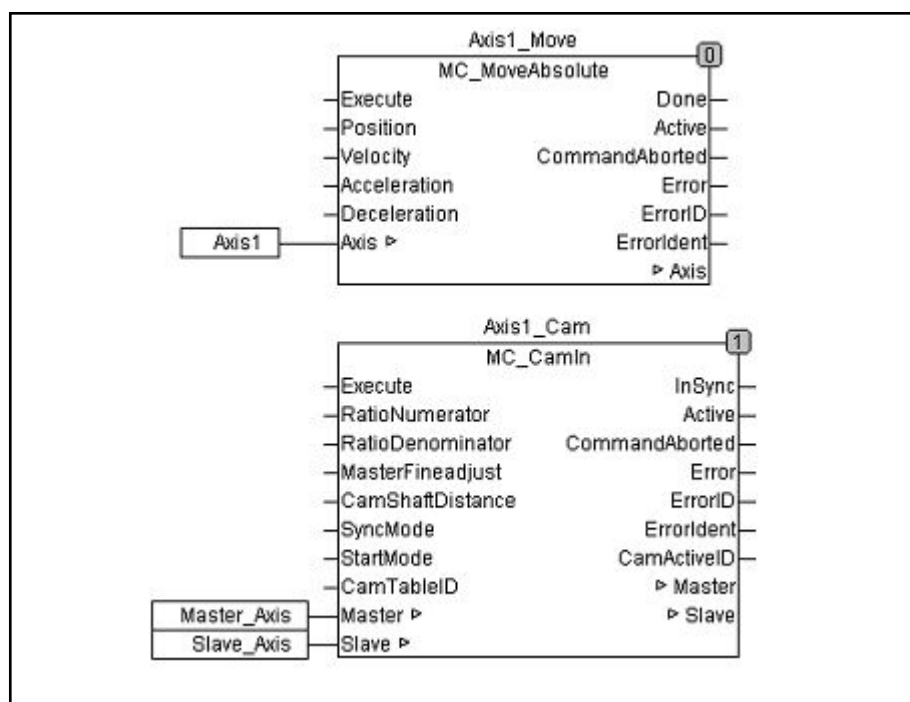 Axis1_Move
0
MC_MoveAbsolute
Execute Done
Position Active
Velocity CommandAborted
Acceleration Error
Deceleration ErrorID
Axis1 Axis ErrorIdent
Axis
Axis1_Cam
1
MC_CamIn
Execute InSync
RatioNumerator Active
RatioDenominator CommandAborted
MasterFineadjust Error
CamShaftDistance ErrorID
SyncMode ErrorIdent
StartMode CamActiveID
CamTableID Master
Master_Axis Master Slave
Slave_Axis Slave